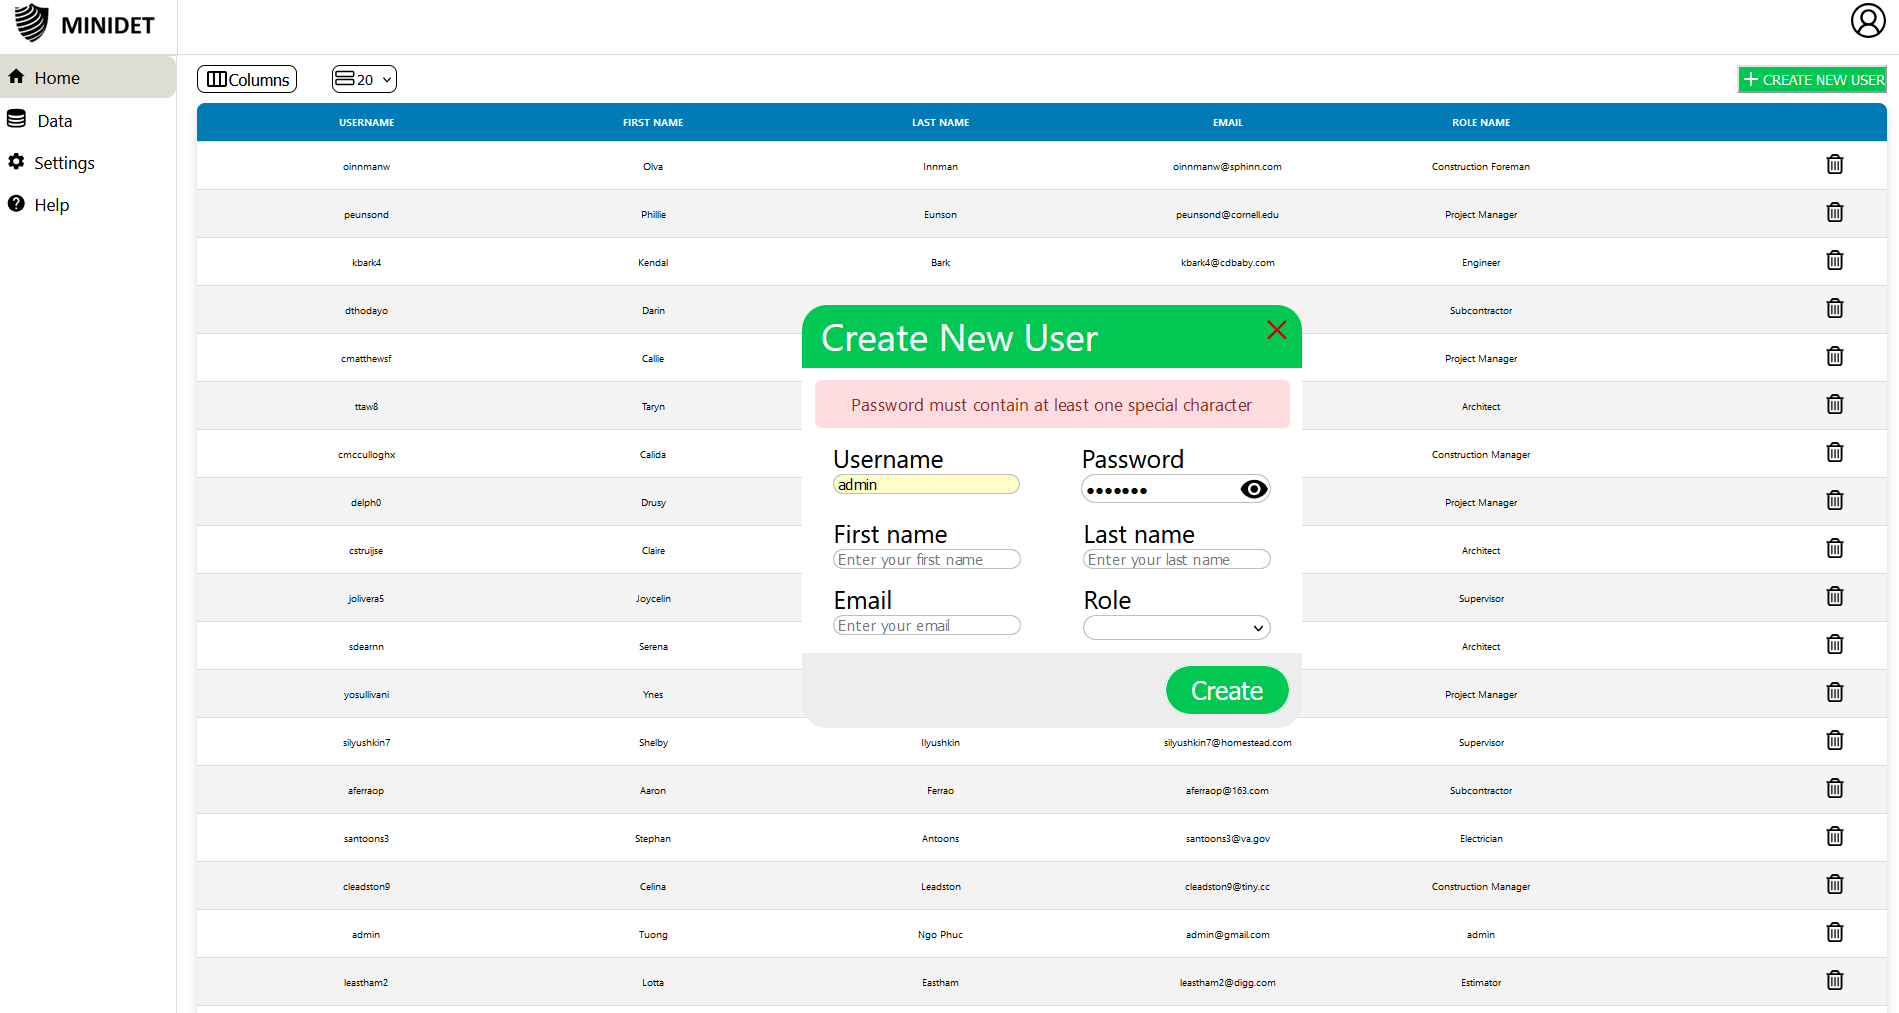 MINIDET
Home
Data
Settings
Help
Columns
20
CREATE NEW USER
USERNAME FIRST NAME LAST NAME EMAIL ROLE NAME
oinnmanw Olva Innman oinnmanw@sphinn.com Construction Foreman
peunsond Phillie Eunson peunsond@cornell.edu Project Manager
kbark4 Kendal Bark kbark4@cdbaby.com Engineer
dthodayo Darin Subcontractor
cmatthewsf Callie Project Manager
ttaw8 Taryn Architect
cmcculloghx Calida Construction Manager
delph0 Drusy Project Manager
cstruijse Claire Architect
jolivera5 Joycelin Supervisor
sdearnn Serena Architect
yosullivani Ynes Project Manager
silyushkin7 Shelby Ilyushkin silyushkin7@homestead.com Supervisor
aferraop Aaron Ferrao aferraop@163.com Subcontractor
santoons3 Stephan Antoons santoons3@va.gov Electrician
cleadston9 Celina Leadston cleadston9@tiny.cc Construction Manager
admin Tuong Ngo Phuc admin@gmail.com admin
leastham2 Lotta Eastham leastham2@digg.com Estimator
Create New User
Password must contain at least one special character
Username Password
admin •••••••
First name Last name
Enter your first name Enter your last name
Email Role
Enter your email
Create